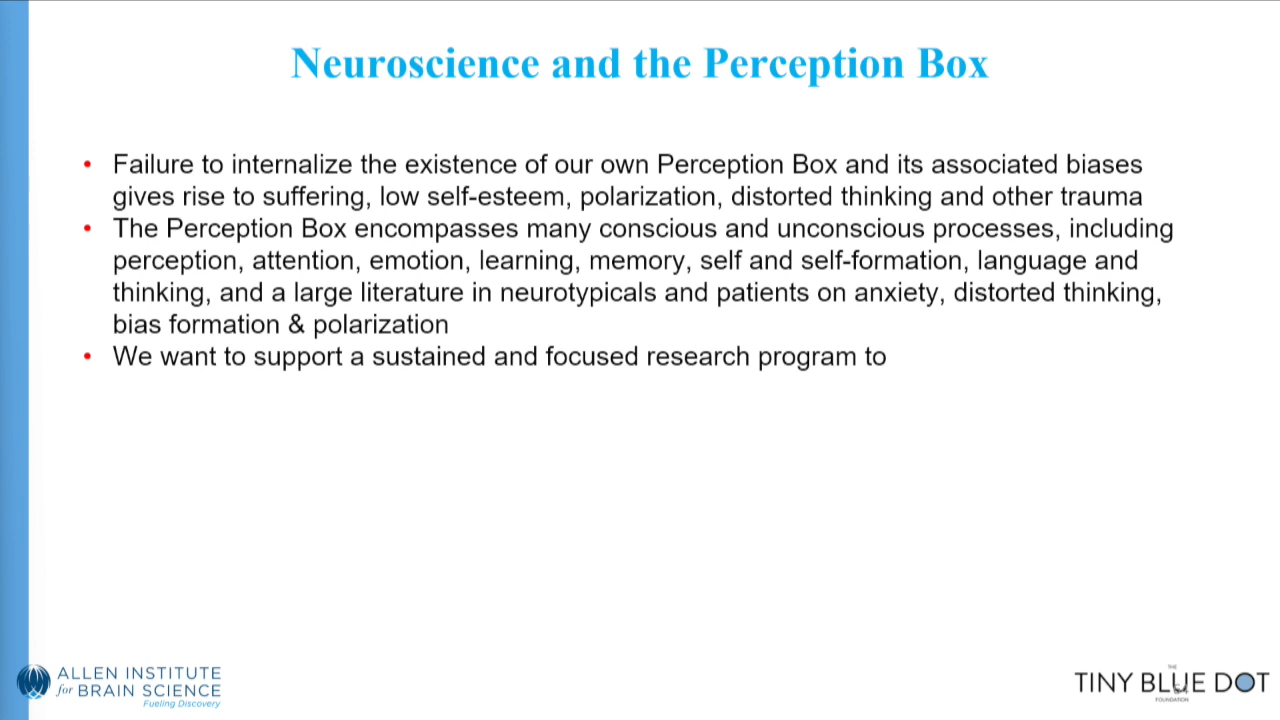 Neuroscience and the Perception Box
• Failure to internalize the existence of our own Perception Box and its associated biases
gives rise to suffering, low self-esteem, polarization, distorted thinking and other trauma
• The Perception Box encompasses many conscious and unconscious processes, including
perception, attention, emotion, learning, memory, self and self-formation, language and
thinking, and a large literature in neurotypicals and patients on anxiety, distorted thinking,
bias formation & polarization
• We want to support a sustained and focused research program to
ALLEN INSTITUTE
for BRAIN SCIENCE
Fueling Discovery
THE
TINY BLUE DOT
54
FOUNDATION